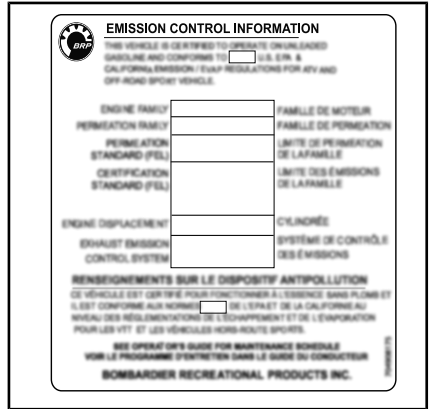 EMISSION CONTROL INFORMATION
BRP
THIS VEHICLE IS CERTIFIED TO OPERATE ON UNLEADED
GASOLINE AND CONFORMS TO U.S. EPA &
CALIFORNIA EMISSION / EVAP REGULATIONS FOR ATV AND
OFF-ROAD SPORT VEHICLE.
ENGINE FAMILY FAMILLE DE MOTEUR
PERMEATION FAMILY FAMILLE DE PERMEATION
PERMEATION LIMITE DE PERMEATION
STANDARD (FEL) DE LA FAMILLE
CERTIFICATION LIMITE DES ÉMISSIONS
STANDARD (FEL) DE LA FAMILLE
ENGINE DISPLACEMENT CYLINDRÉE
EXHAUST EMISSION SYSTÈME DE CONTRÔLE
CONTROL SYSTEM DES ÉMISSIONS
RENSEIGNEMENTS SUR LE DISPOSITIF ANTIPOLLUTION
CE VÉHICULE EST CERTIFIÉ POUR FONCTIONNER À L'ESSENCE SANS PLOMB ET
IL EST CONFORME AUX NORMES DE L'EPA ET DE LA CALIFORNIE AU
NIVEAU DES RÉGLEMENTATIONS DE L'ÉCHAPPEMENT ET DE L'ÉVAPORATION
POUR LES VTT ET LES VÉHICULES HORS-ROUTE SPORTS.
SEE OPERATOR'S GUIDE FOR MAINTENANCE SCHEDULE
VOIR LE PROGRAMME D'ENTRETIEN DANS LE GUIDE DU CONDUCTEUR
BOMBARDIER RECREATIONAL PRODUCTS INC.